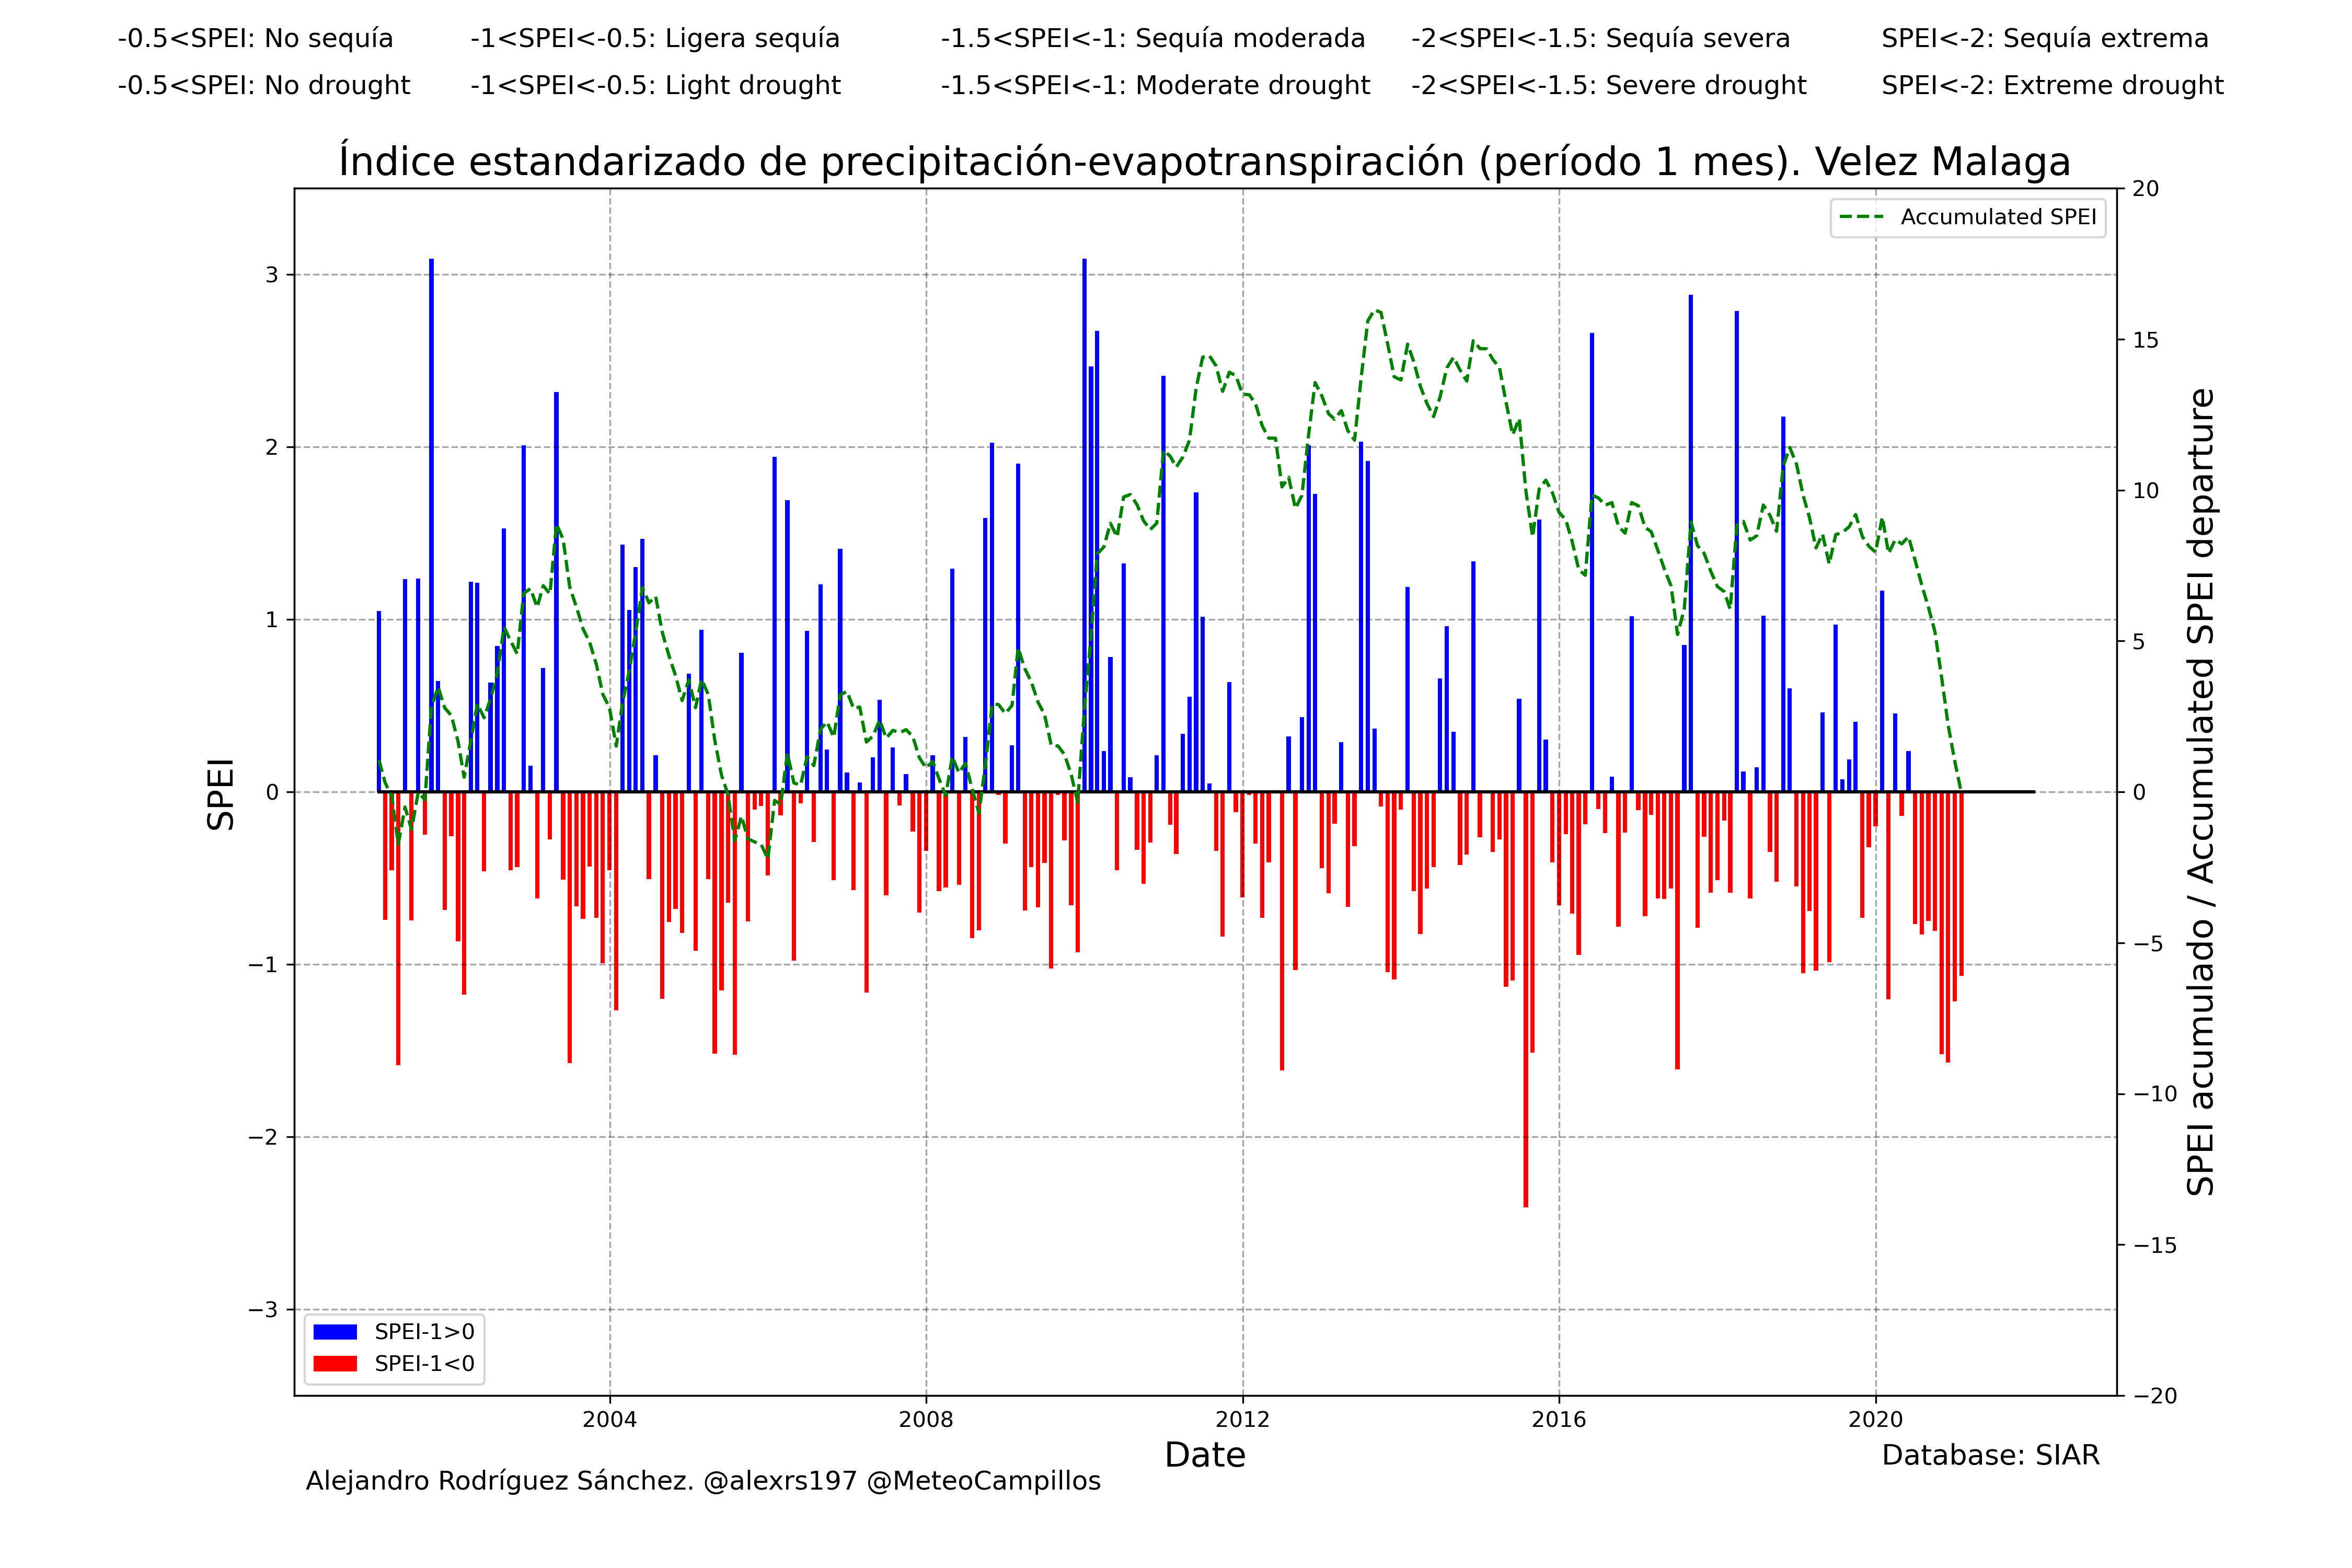 -0.5<SPEI: No sequía -1<SPEI<-0.5: Ligera sequía -1.5<SPEI<-1: Sequía moderada -2<SPEI<-1.5: Sequía severa SPEI<-2: Sequía extrema
-0.5<SPEI: No drought -1<SPEI<-0.5: Light drought -1.5<SPEI<-1: Moderate drought -2<SPEI<-1.5: Severe drought SPEI<-2: Extreme drought
Índice estandarizado de precipitación-evapotranspiración (período 1 mes). Velez Malaga
Accumulated SPEI
SPEI
3
2
1
0
−1
−2
−3
20
15
10
5
0
−5
−10
−15
−20
SPEI acumulado / Accumulated SPEI departure
SPEI-1>0
SPEI-1<0
2004 2008 2012 2016 2020
Date
Database: SIAR
Alejandro Rodríguez Sánchez. @alexrs197 @MeteoCampillos